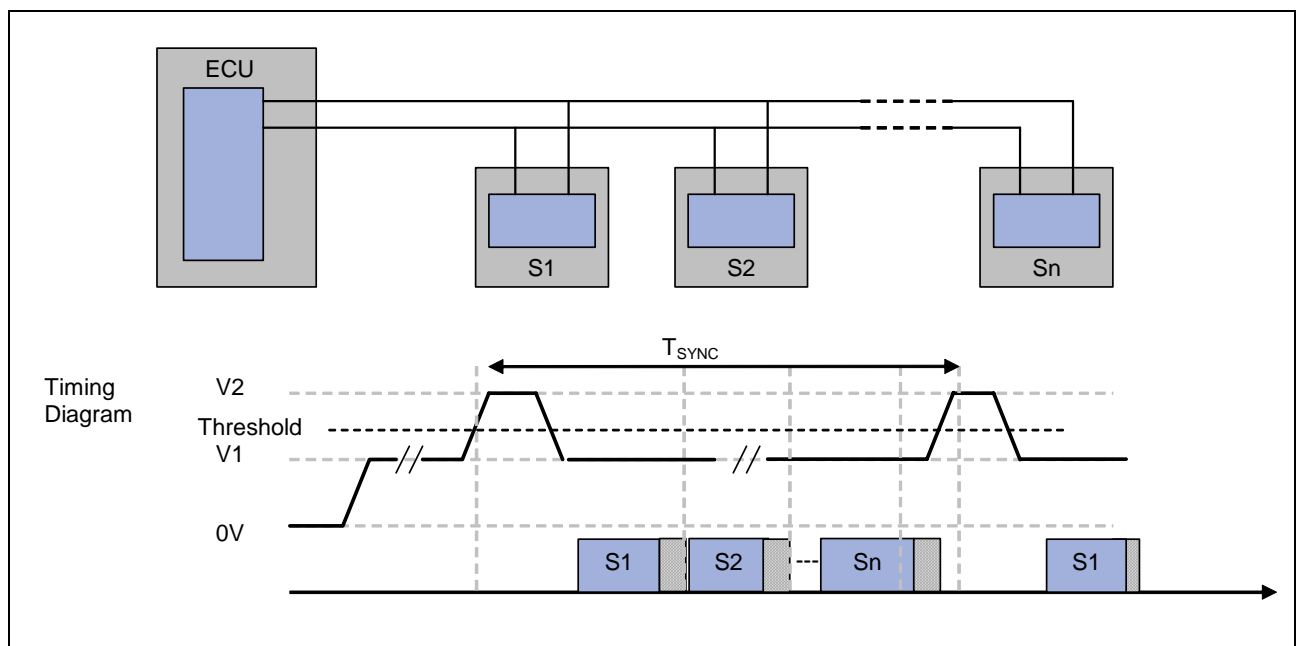 ECU
S1
S2
Sn
TSYNC
Timing
Diagram
V2
Threshold
V1
0V
S1
S2
Sn
S1